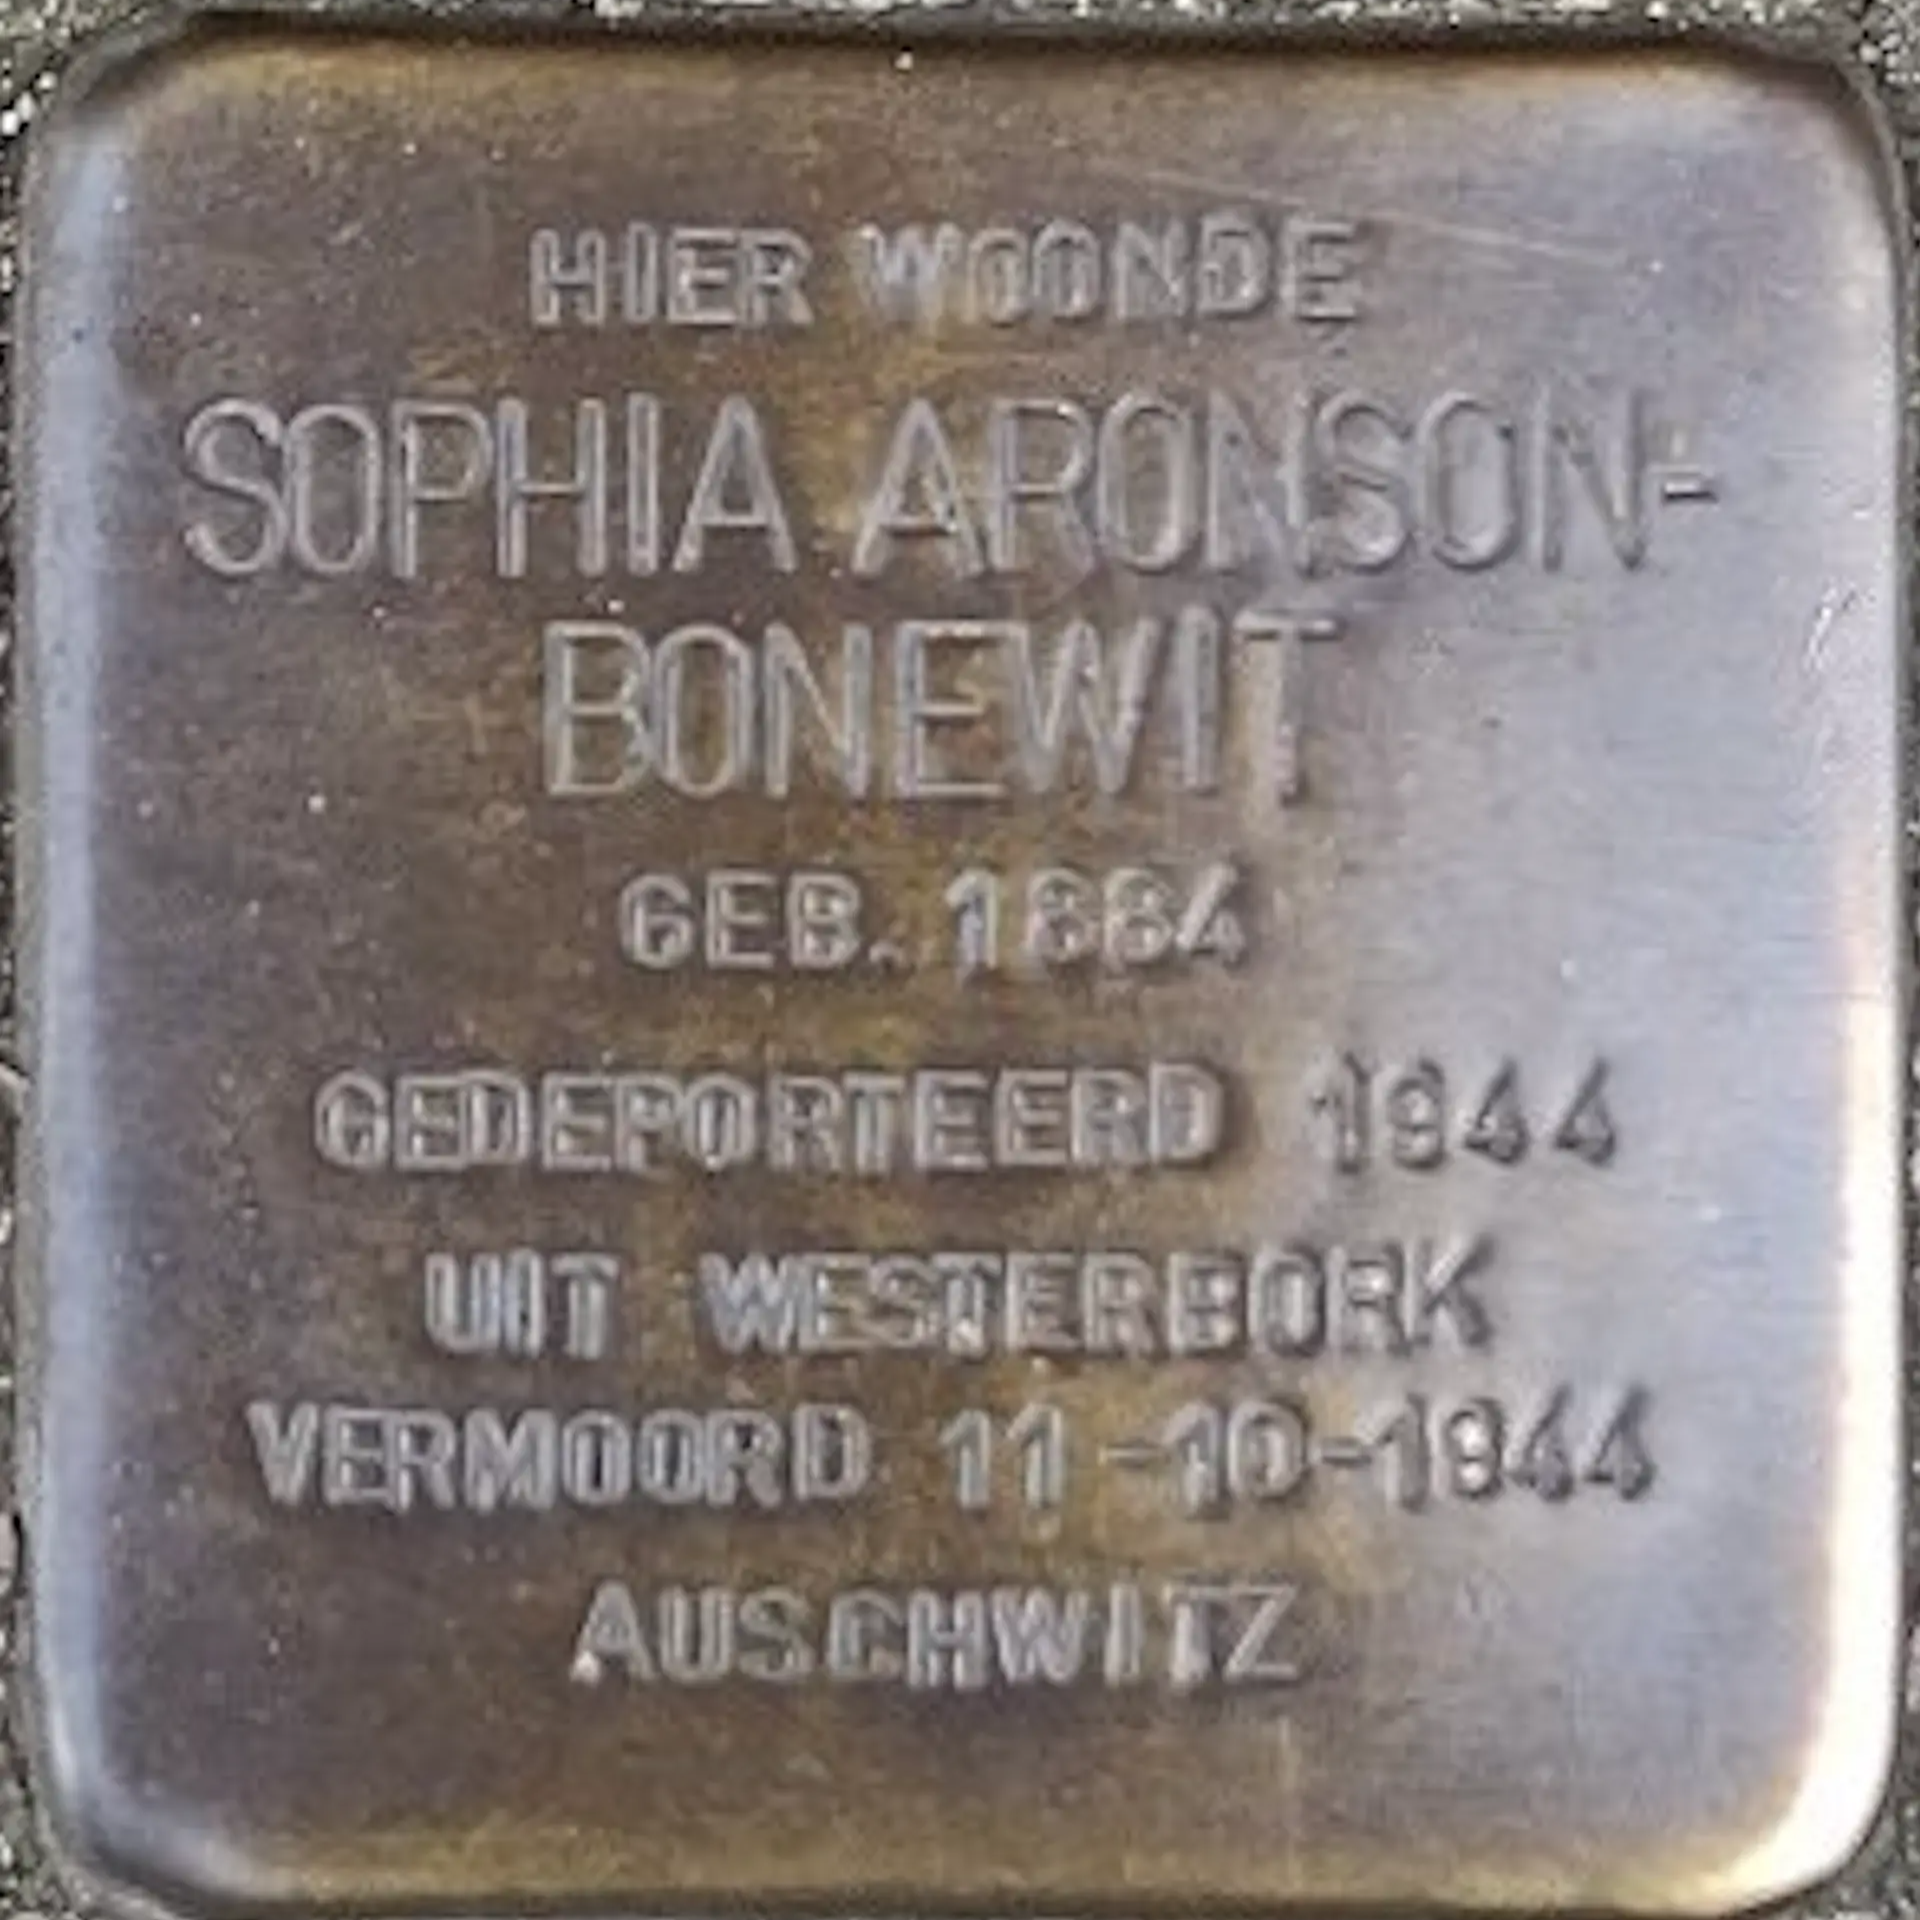 HIER WOONDE
SOPHIA ARONSON-
BONEWIT
GEB. 1884
GEDEPORTEERD 1944
UIT WESTERBORK
VERMOORD 11-10-1944
AUSCHWITZ